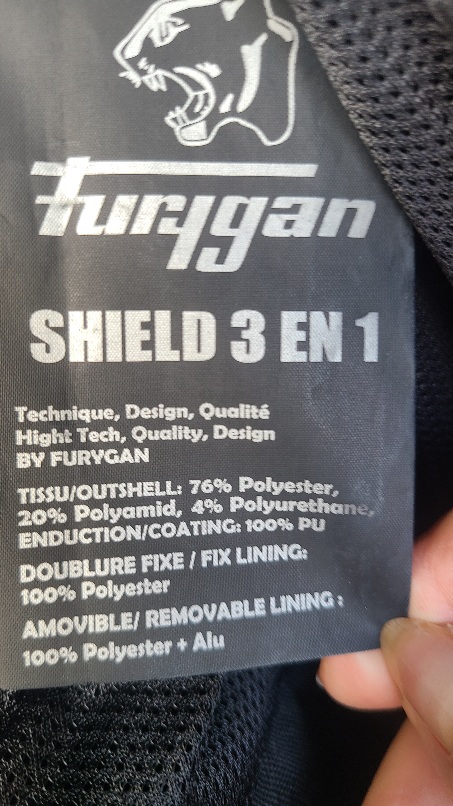 furygan
SHIELD 3 EN 1
Technique, Design, Qualité
Hight Tech, Quality, Design
BY FURYGAN
TISSU/OUTSHELL: 76% Polyester,
20% Polyamid, 4% Polyurethane,
ENDUCTION/COATING: 100% PU
DOUBLURE FIXE / FIX LINING:
100% Polyester
AMOVIBLE/ REMOVABLE LINING :
100% Polyester + Alu